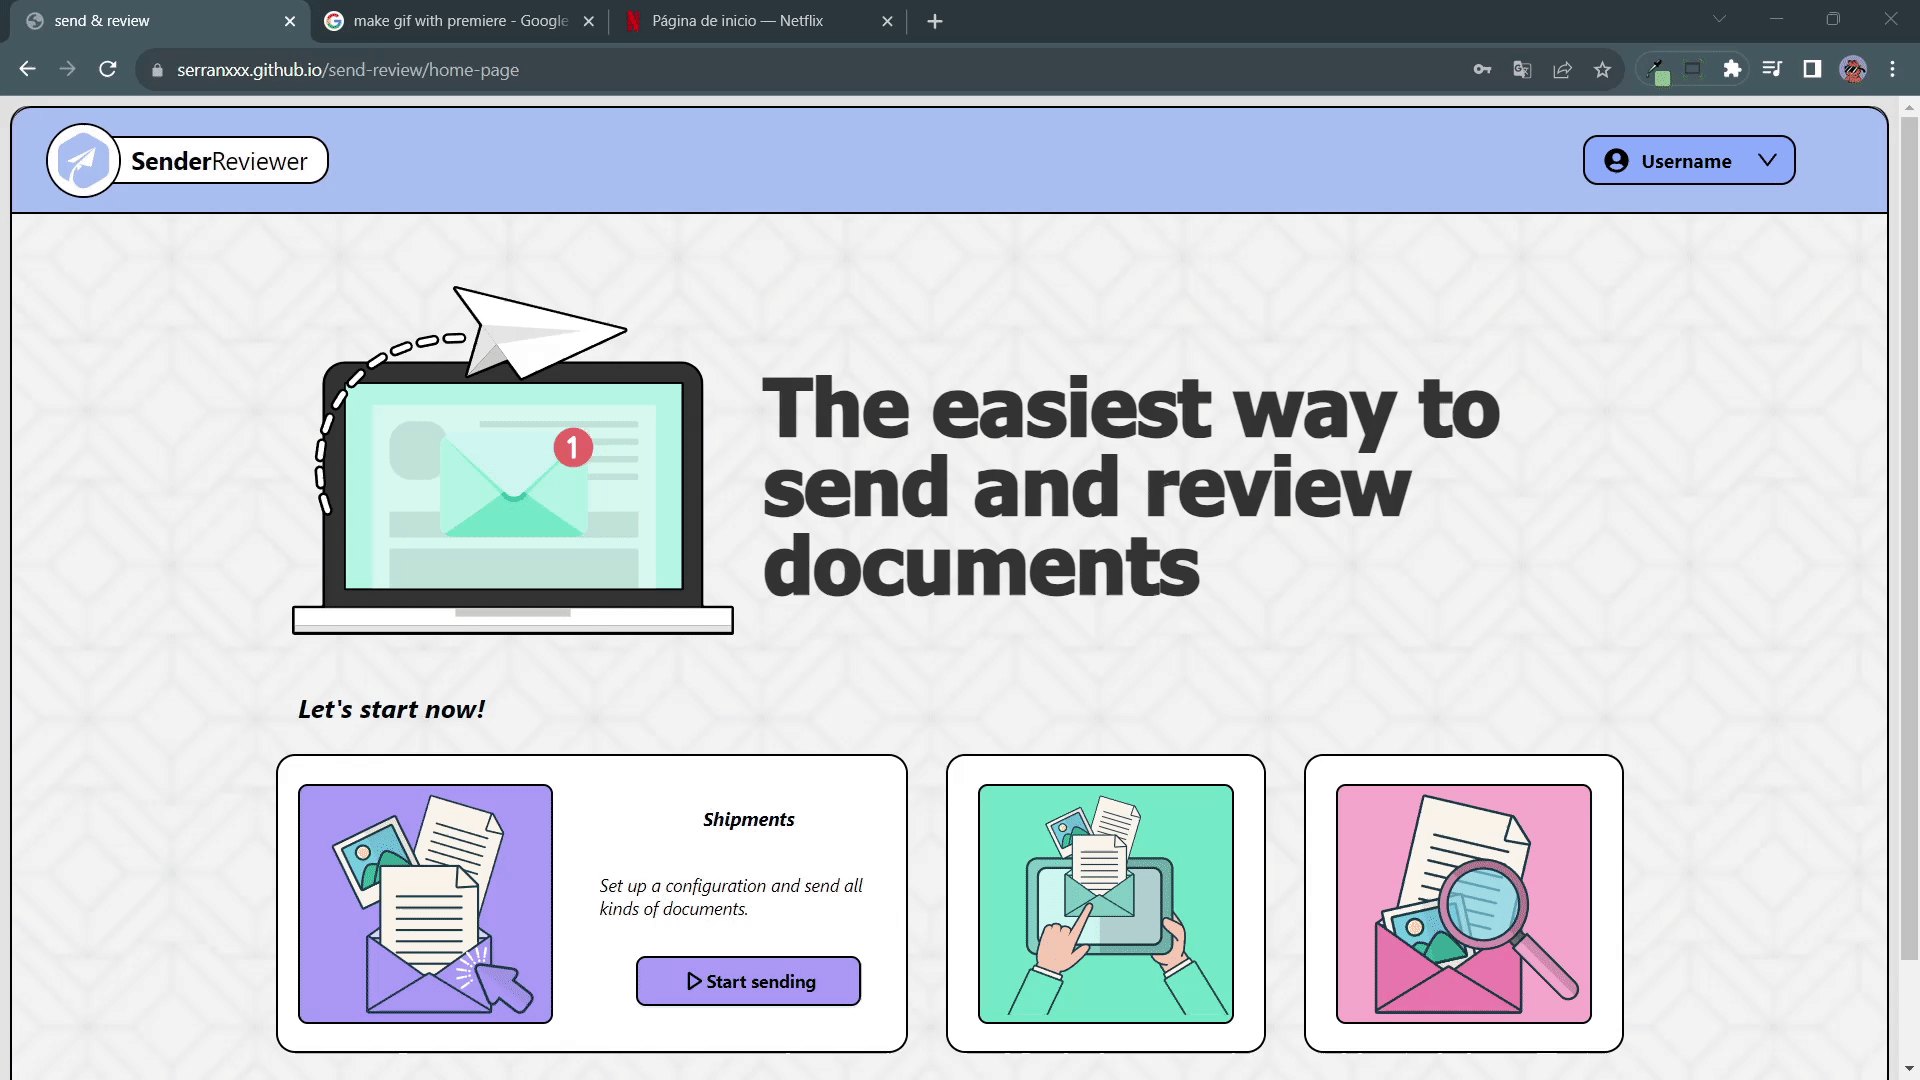 send & review
make gif with premiere - Google
Página de inicio — Netflix
serranxxx.github.io/send-review/home-page
SenderReviewer
Username
1
The easiest way to
send and review
documents
Let's start now!
Shipments
Set up a configuration and send all
kinds of documents.
Start sending